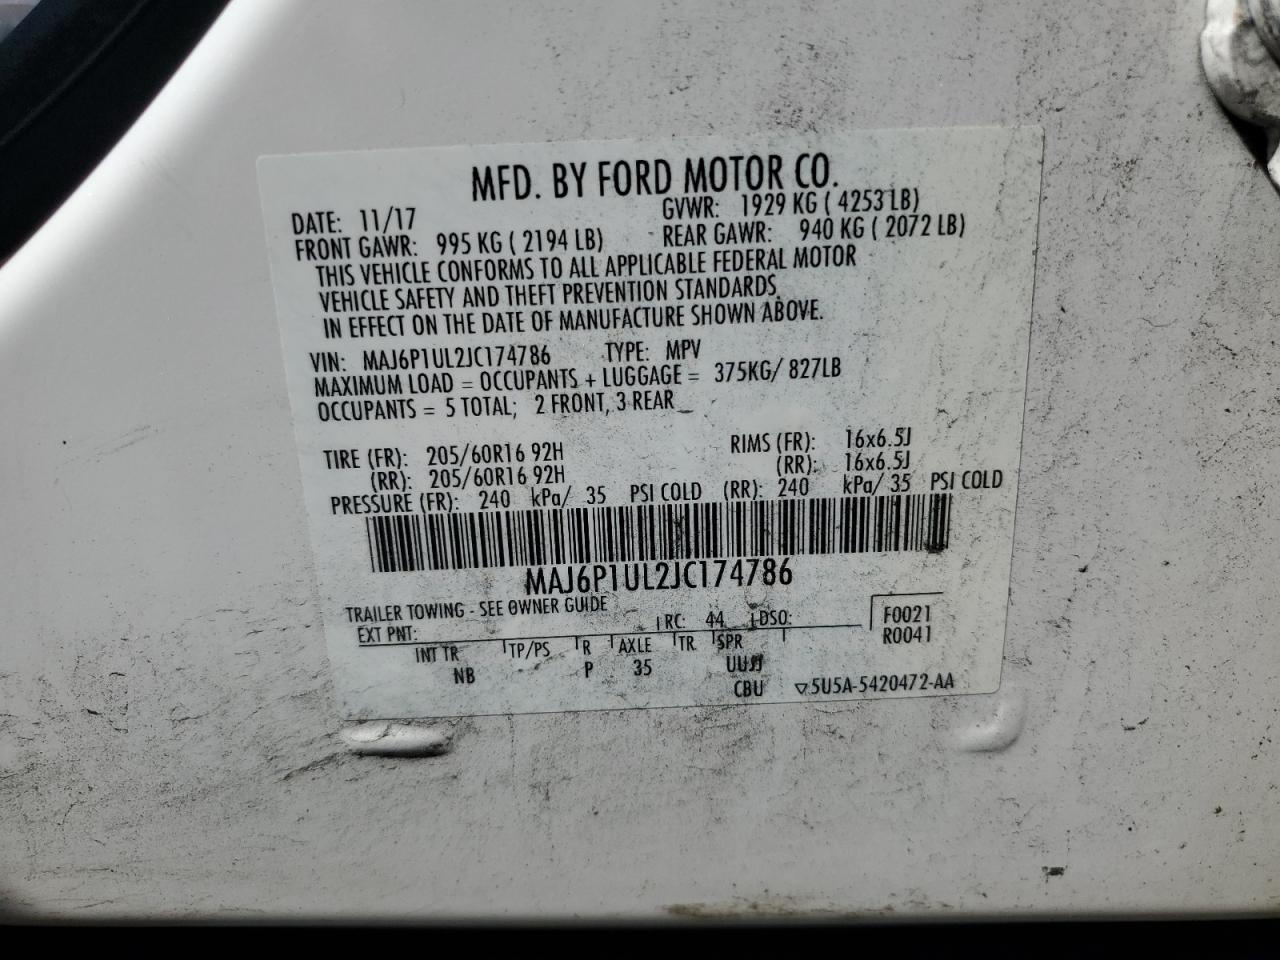 MFD. BY FORD MOTOR CO.
DATE: 11/17 GVWR: 1929 KG ( 4253 LB)
FRONT GAWR: 995 KG ( 2194 LB) REAR GAWR: 940 KG ( 2072 LB)
THIS VEHICLE CONFORMS TO ALL APPLICABLE FEDERAL MOTOR
VEHICLE SAFETY AND THEFT PREVENTION STANDARDS
IN EFFECT ON THE DATE OF MANUFACTURE SHOWN ABOVE.
VIN: MAJ6P1UL2JC174786 TYPE: MPV
MAXIMUM LOAD = OCCUPANTS + LUGGAGE = 375KG/ 827LB
OCCUPANTS = 5 TOTAL; 2 FRONT, 3 REAR
TIRE (FR): 205/60R16 92H RIMS (FR): 16x6.5J
(RR): 205/60R16 92H (RR): 16x6.5J
PRESSURE (FR): 240 kPa/ 35 PSI COLD (RR): 240 kPa/ 35 PSI COLD
MAJ6P1UL2JC174786
TRAILER TOWING - SEE OWNER GUIDE
EXT PNT: RC: 44 DSO: F0021
R0041
INT TR TP/PS R AXLE TR SPR
NB P 35 UUJJ
CBU ▽5U5A-5420472-AA